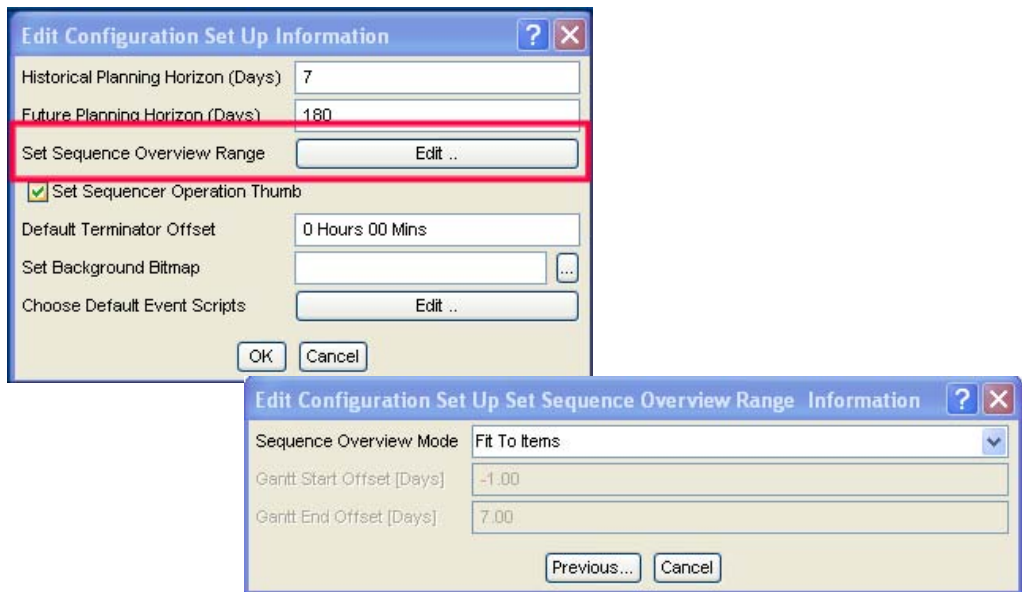 Edit Configuration Set Up Information
Historical Planning Horizon (Days) 7
Future Planning Horizon (Days) 180
Set Sequence Overview Range Edit ..
Set Sequencer Operation Thumb
Default Terminator Offset 0 Hours 00 Mins
Set Background Bitmap ...
Choose Default Event Scripts Edit ..
OK Cancel
Edit Configuration Set Up Set Sequence Overview Range Information
Sequence Overview Mode Fit To Items
Gantt Start Offset [Days] -1.00
Gantt End Offset [Days] 7.00
Previous... Cancel